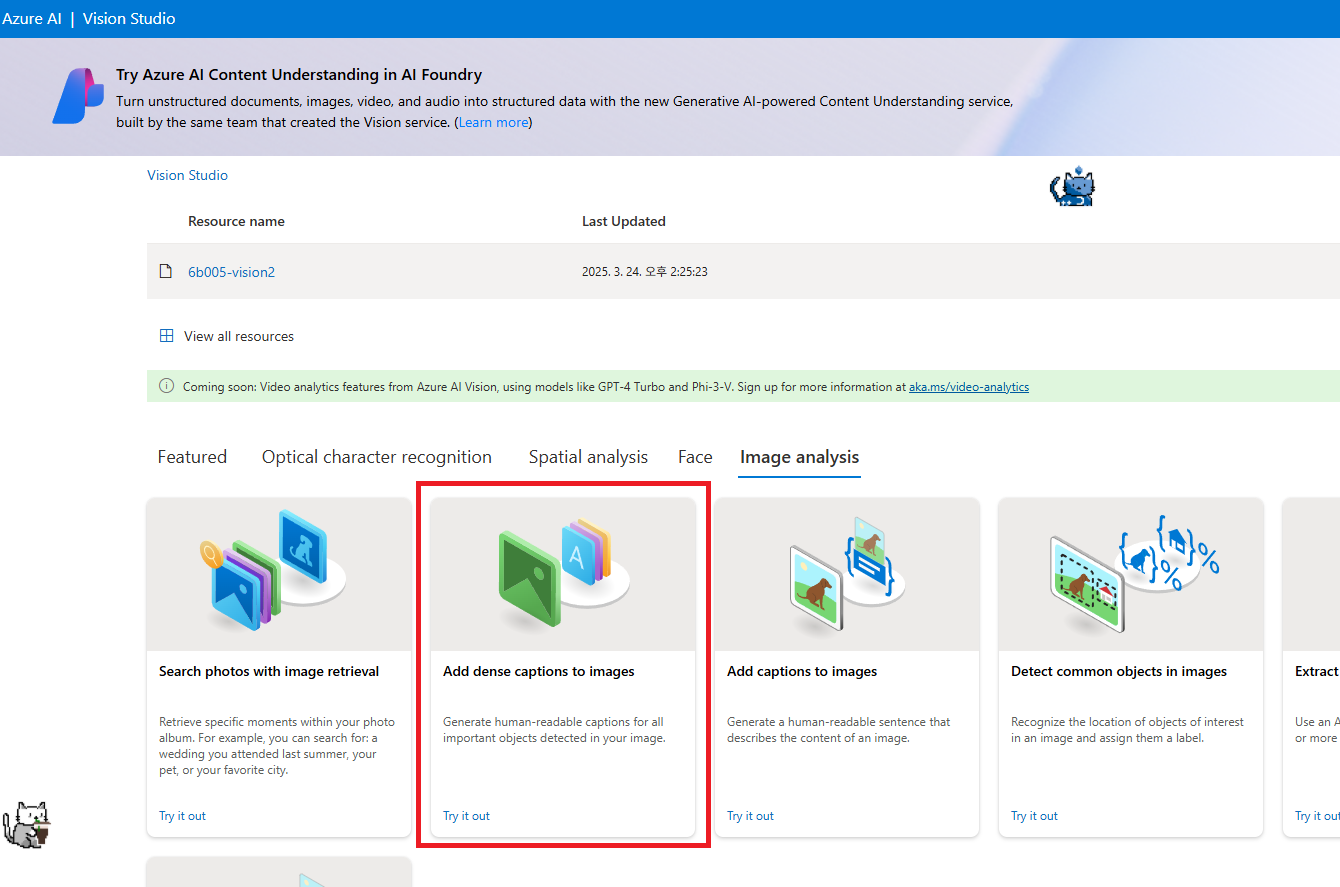 Azure AI | Vision Studio
Try Azure AI Content Understanding in AI Foundry
Turn unstructured documents, images, video, and audio into structured data with the new Generative AI-powered Content Understanding service,
built by the same team that created the Vision service. (Learn more)
Vision Studio
Resource name Last Updated
6b005-vision2 2025. 3. 24. 오후 2:25:23
View all resources
Coming soon: Video analytics features from Azure AI Vision, using models like GPT-4 Turbo and Phi-3-V. Sign up for more information at aka.ms/video-analytics
Featured Optical character recognition Spatial analysis Face Image analysis
A
Search photos with image retrieval
Retrieve specific moments within your photo
album. For example, you can search for: a
wedding you attended last summer, your
pet, or your favorite city.
Try it out
Add dense captions to images
Generate human-readable captions for all
important objects detected in your image.
Try it out
Add captions to images
Generate a human-readable sentence that
describes the content of an image.
Try it out
Detect common objects in images
Recognize the location of objects of interest
in an image and assign them a label.
Try it out
Extract
Use an A
or more
Try it out